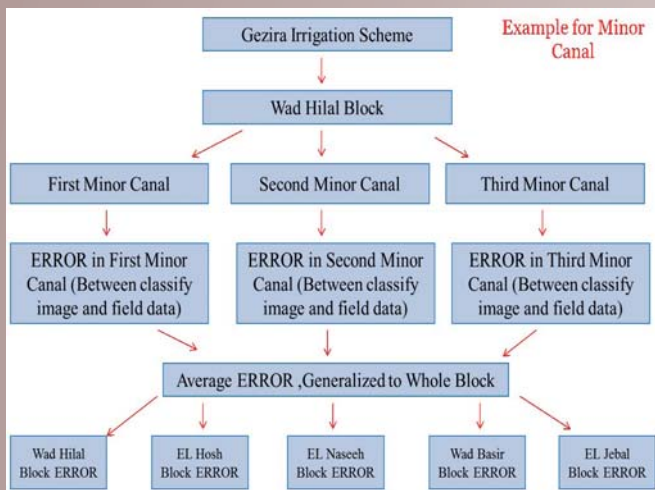 Gezira Irrigation Scheme
Example for Minor
Canal
Wad Hilal Block
First Minor Canal
Second Minor Canal
Third Minor Canal
ERROR in First Minor
Canal (Between classify
image and field data)
ERROR in Second Minor
Canal (Between classify
image and field data)
ERROR in Third Minor
Canal (Between classify
image and field data)
Average ERROR ,Generalized to Whole Block
Wad Hilal
Block ERROR
EL Hosh
Block ERROR
EL Naseeh
Block ERROR
Wad Basir
Block ERROR
EL Jebal
Block ERROR